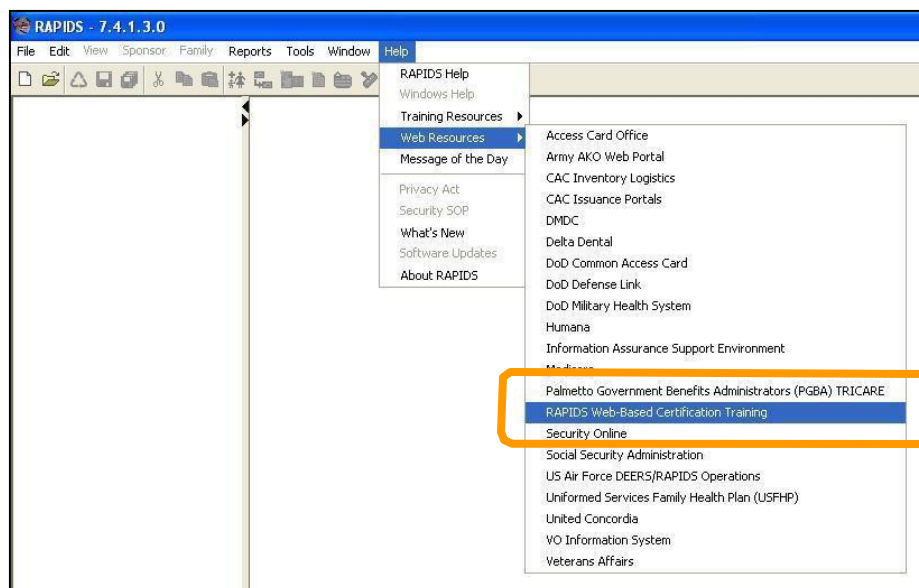 RAPIDS - 7.4.1.3.0
File Edit View Sponsor Family Reports Tools Window Help
RAPIDS Help
Windows Help
Training Resources
Web Resources
Message of the Day
Privacy Act
Security SOP
What's New
Software Updates
About RAPIDS
Access Card Office
Army AKO Web Portal
CAC Inventory Logistics
CAC Issuance Portals
DMDC
Delta Dental
DoD Common Access Card
DoD Defense Link
DoD Military Health System
Humana
Information Assurance Support Environment
Medicare
Palmetto Government Benefits Administrators (PGBA) TRICARE
RAPIDS Web-Based Certification Training
Security Online
Social Security Administration
US Air Force DEERS/RAPIDS Operations
Uniformed Services Family Health Plan (USFHP)
United Concordia
VO Information System
Veterans Affairs